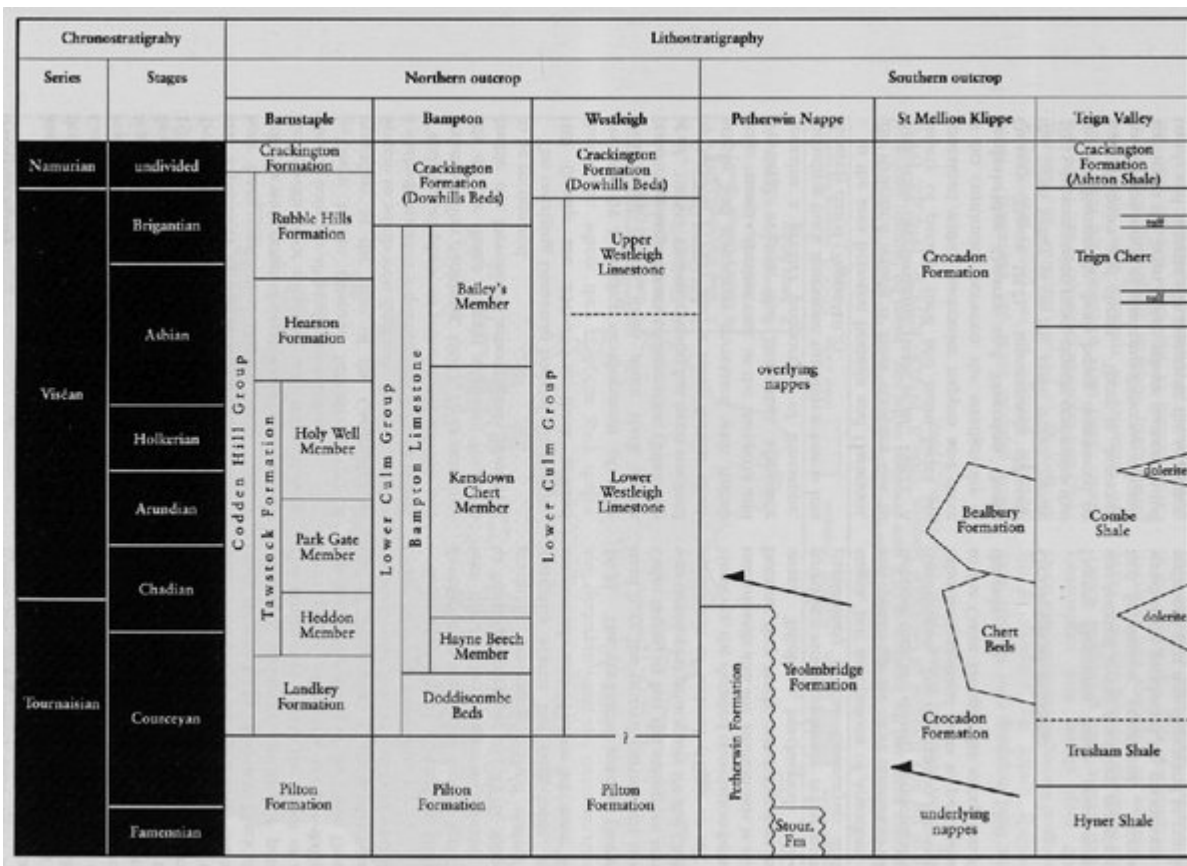 Chronostratigrahy
Lithostratigraphy
Series
Stages
Northern outcrop
Southern outcrop
Barnstaple
Bampton
Westleigh
Petherwin Nappe
St Mellion Klippe
Teign Valley
Namurian
undivided
Crackington
Formation
Crackington
Formation
(Dowhills Beds)
Crackington
Formation
(Dowhills Beds)
Crackington
Formation
(Ashton Shale)
Viséan
Brigantian
Asbian
Holkerian
Arundian
Chadian
Codden Hill Group
Rubble Hills
Formation
Hearson
Formation
Tawstock Formation
Holy Well
Member
Park Gate
Member
Heddon
Member
Landkey
Formation
Pilton
Formation
Lower Culm Group
Bampton Limestone
Bailey's
Member
Kersdown
Chert
Member
Hayne Beech
Member
Doddiscombe
Beds
Pilton
Formation
Lower Culm Group
Upper
Westleigh
Limestone
Lower
Westleigh
Limestone
?
Pilton
Formation
overlying
nappes
Petherwin Formation
Yeolmbridge
Formation
Stour.
Fm
Crocadon
Formation
Bealbury
Formation
Chert
Beds
Crocadon
Formation
underlying
nappes
tuff
Teign Chert
tuff
dolerite
Combe
Shale
dolerite
Trusham Shale
Hyner Shale
Tournaisian
Courceyan
Famennian